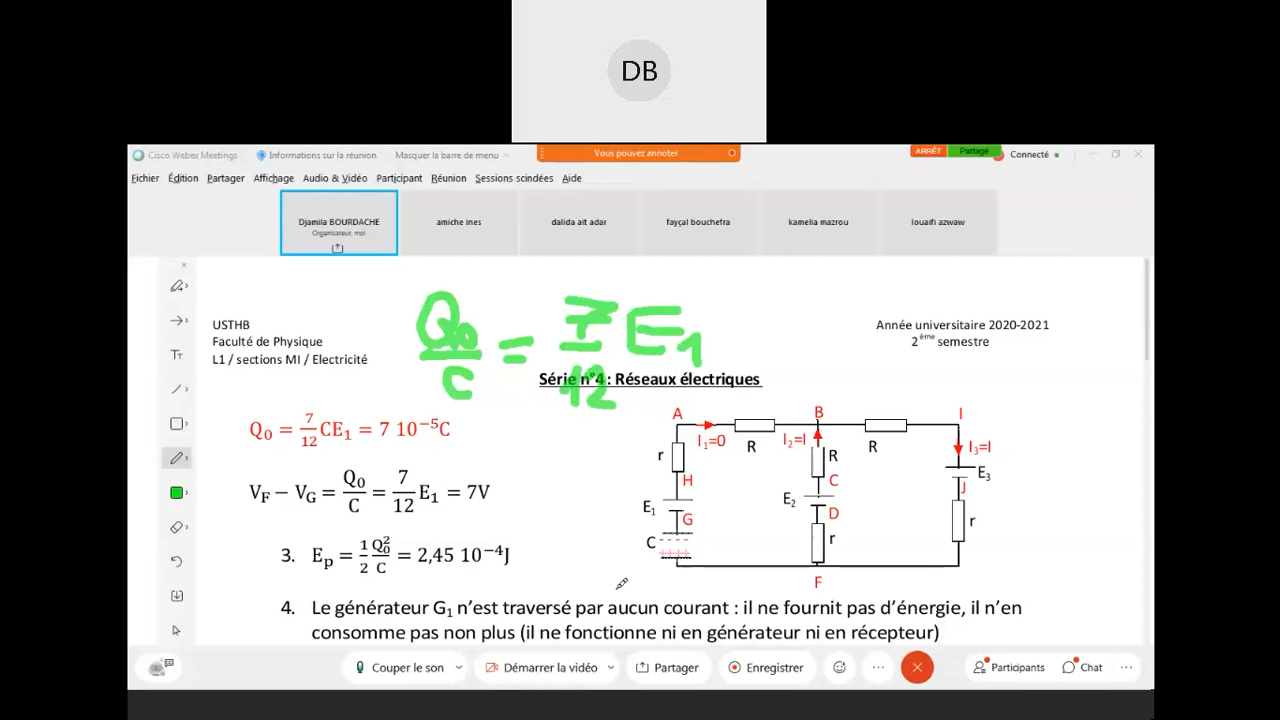 DB
Cisco Webex Meetings Informations sur la réunion Masquer la barre de menu Vous pouvez annoter ARRÊT Partagé Connecté
Fichier Édition Partager Affichage Audio & Vidéo Participant Réunion Sessions scindées Aide
Djamila BOURDACHE amiche ines dalida ait adar fayçal bouchefra kamelia mazrou louaifi azwaw
Organisateur, moi
Q0/C = 7/12 E1
USTHB
Faculté de Physique
L1 / sections MI / Electricité
Année universitaire 2020-2021
2ème semestre
Série n°4 : Réseaux électriques
Q₀ = 7/12 CE₁ = 7 10⁻⁵C
V_F − V_G = Q₀/C = 7/12 E₁ = 7V
3. E_p = 1/2 Q₀²/C = 2,45 10⁻⁴J
A B I
I₁=0 R I₂=I R I₃=I
r R E₃
H C J
E₁ E₂ D
G r r
C
F
4. Le générateur G₁ n'est traversé par aucun courant : il ne fournit pas d'énergie, il n'en
consomme pas non plus (il ne fonctionne ni en générateur ni en récepteur)
Tт
Couper le son Démarrer la vidéo Partager Enregistrer ... Participants Chat ...